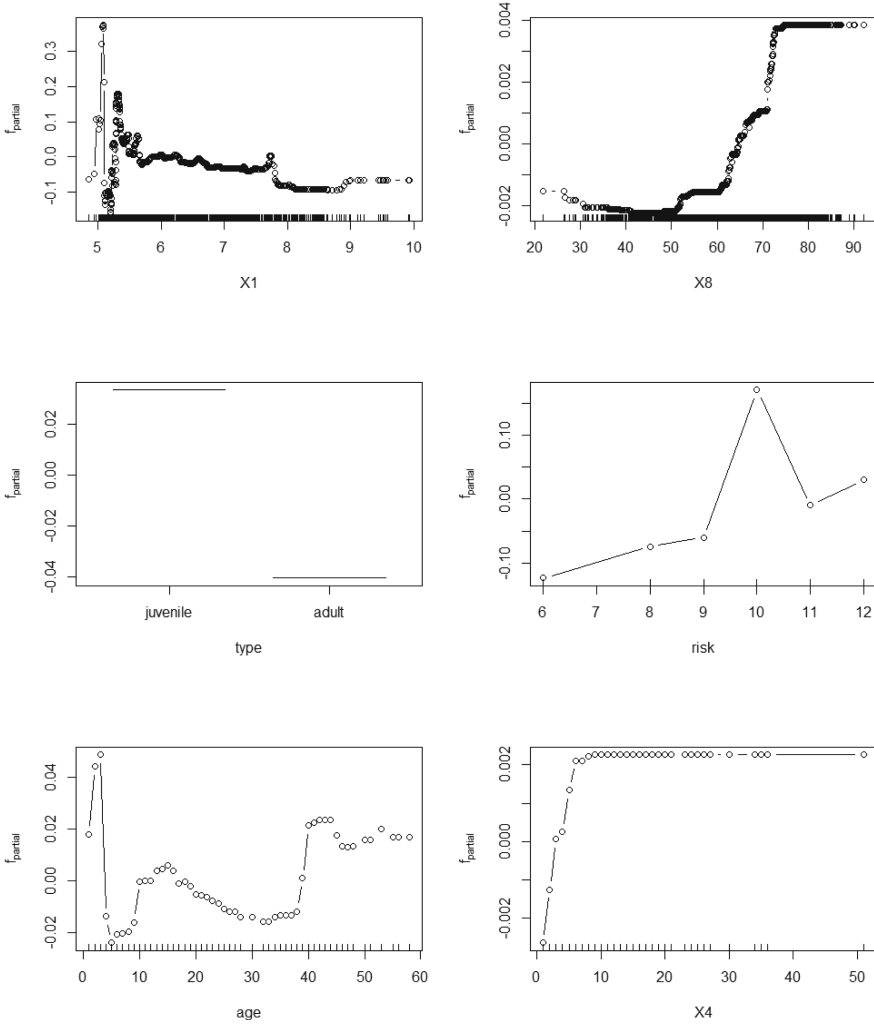 f partial
0.3
0.2
0.1
0.0
-0.1
5 6 7 8 9 10
X1
f partial
0.004
0.002
0.000
-0.002
20 30 40 50 60 70 80 90
X8
f partial
0.02
0.00
-0.02
-0.04
juvenile adult
type
f partial
0.10
0.00
-0.10
6 7 8 9 10 11 12
risk
f partial
0.04
0.02
0.00
-0.02
0 10 20 30 40 50 60
age
f partial
0.002
0.000
-0.002
0 10 20 30 40 50
X4